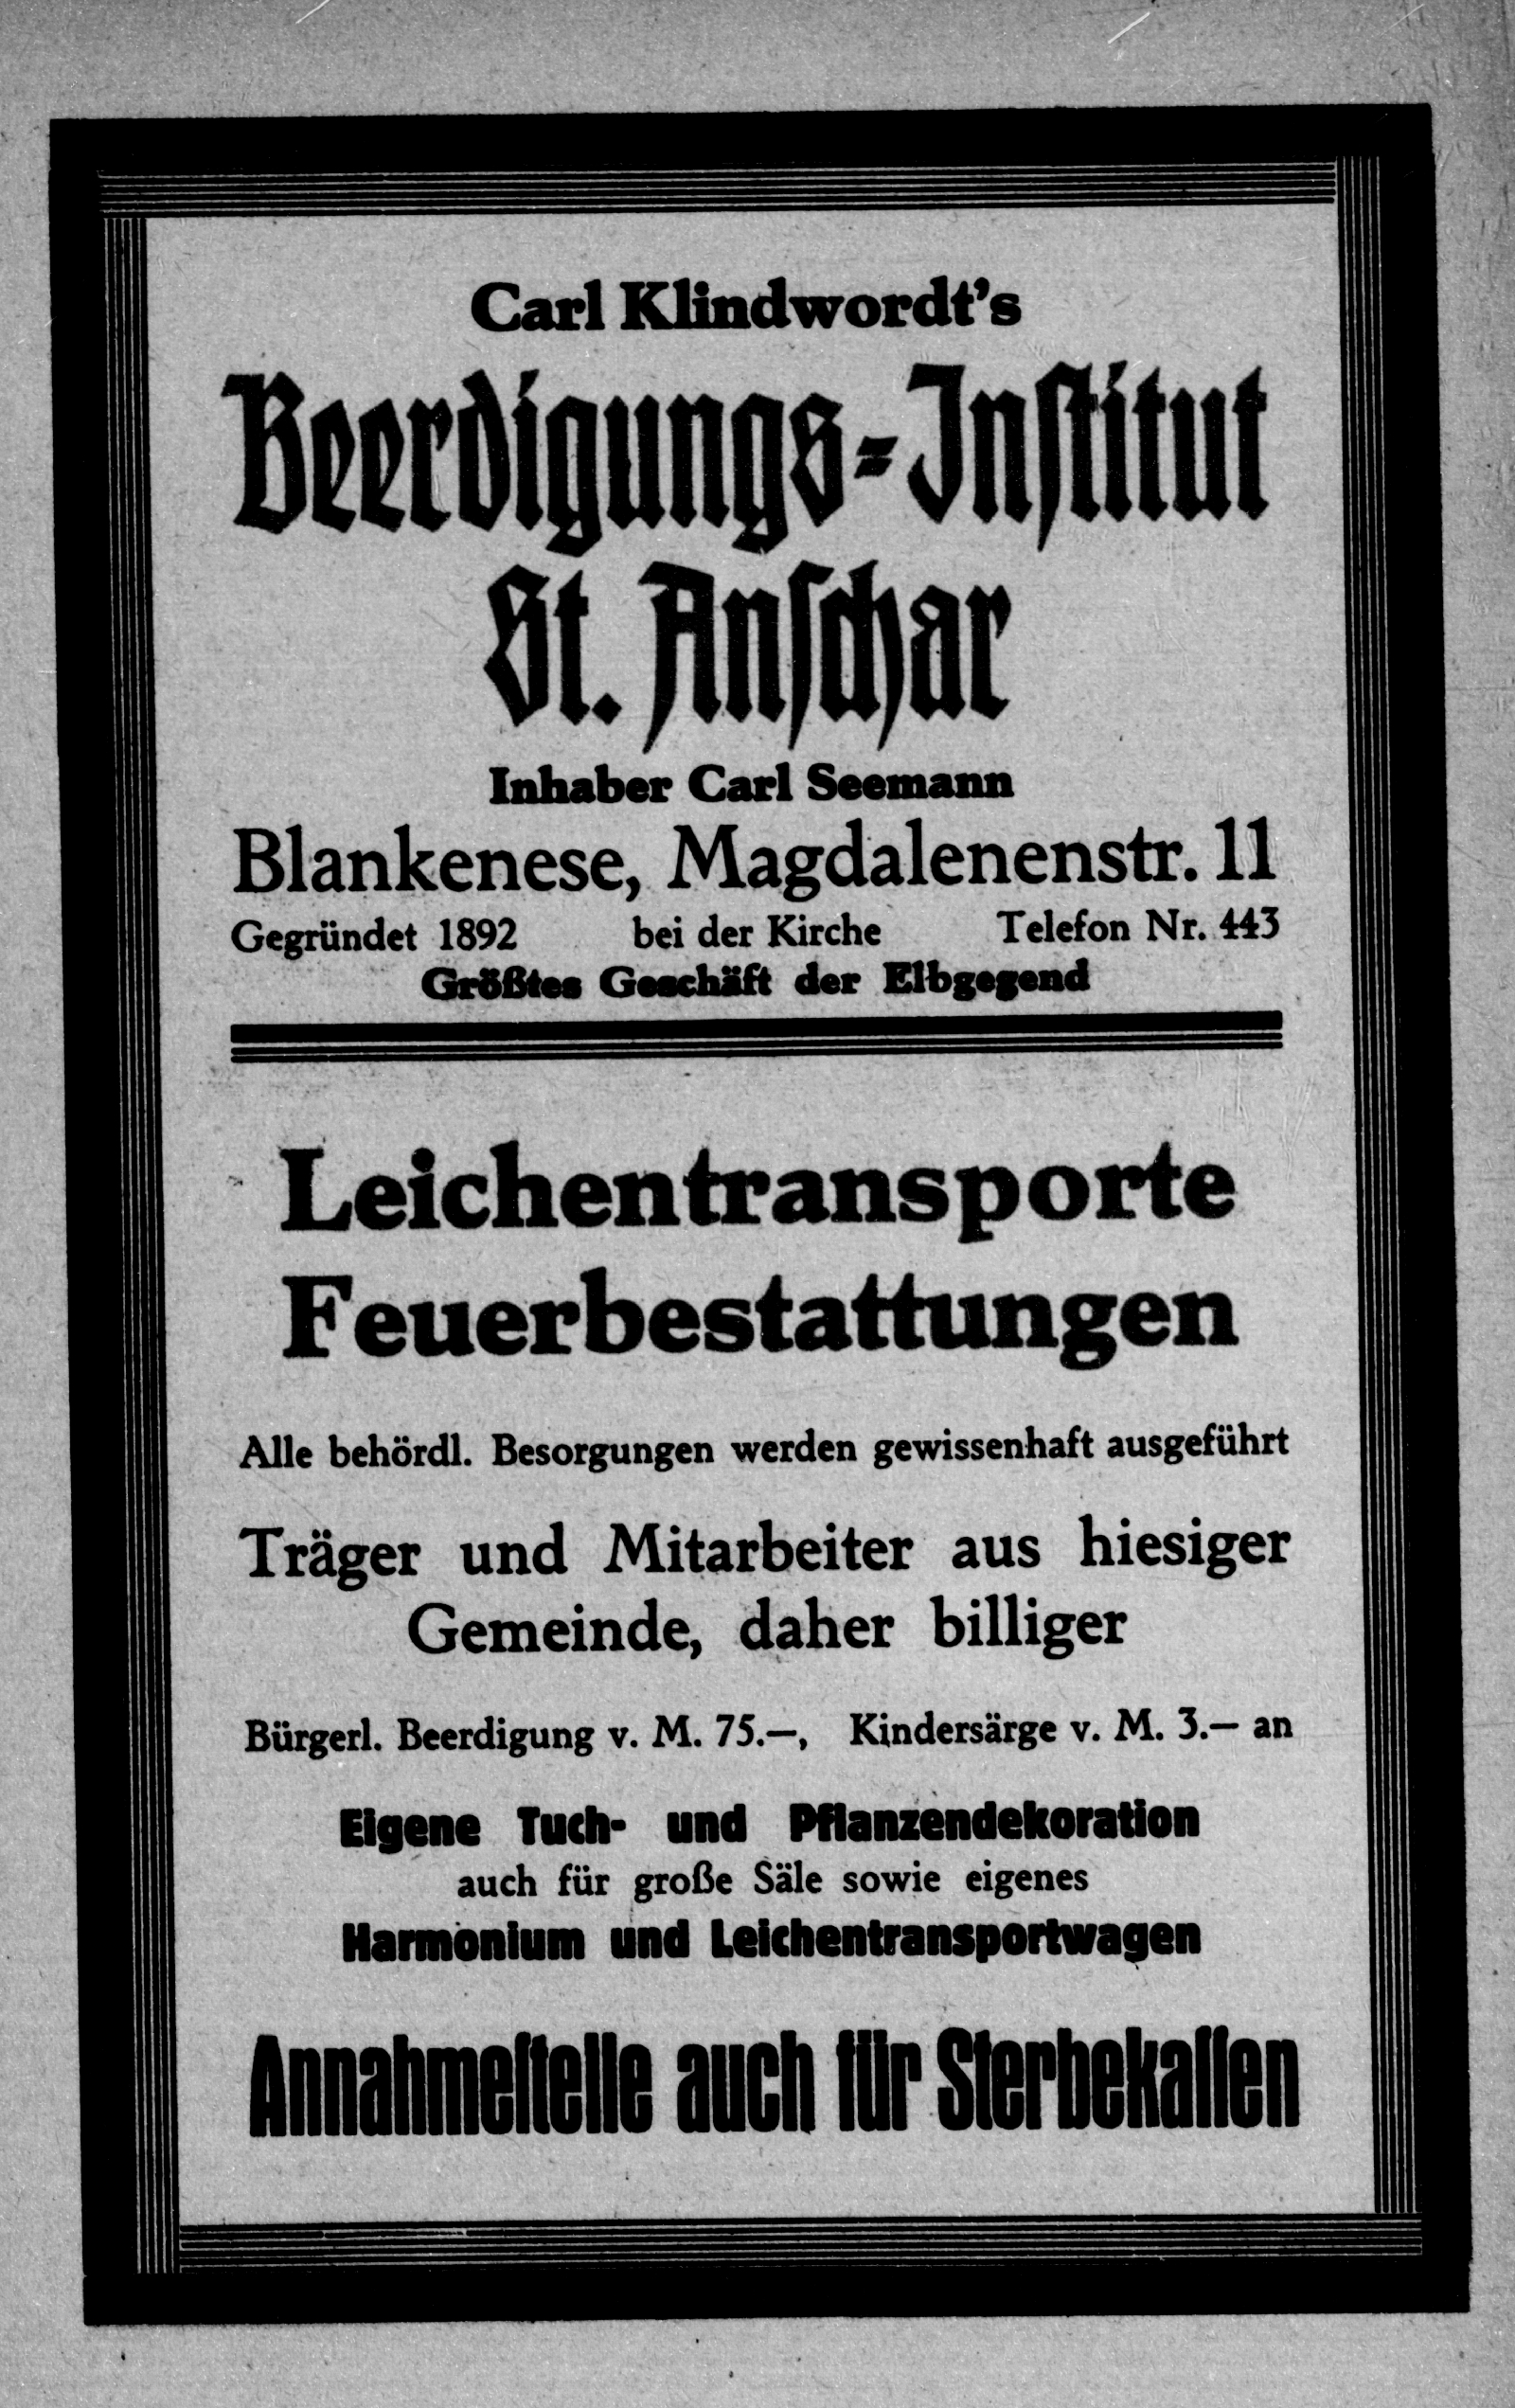 Carl Klindwordt's
Beerdigungs-Institut
St. Anschar
Inhaber Carl Seemann
Blankenese, Magdalenenstr. 11
Gegründet 1892 bei der Kirche Telefon Nr. 443
Größtes Geschäft der Elbgegend
Leichentransporte
Feuerbestattungen
Alle behördl. Besorgungen werden gewissenhaft ausgeführt
Träger und Mitarbeiter aus hiesiger
Gemeinde, daher billiger
Bürgerl. Beerdigung v. M. 75.—, Kindersärge v. M. 3.— an
Eigene Tuch- und Pflanzendekoration
auch für große Säle sowie eigenes
Harmonium und Leichentransportwagen
Annahmeſtelle auch für Sterbekaſſen